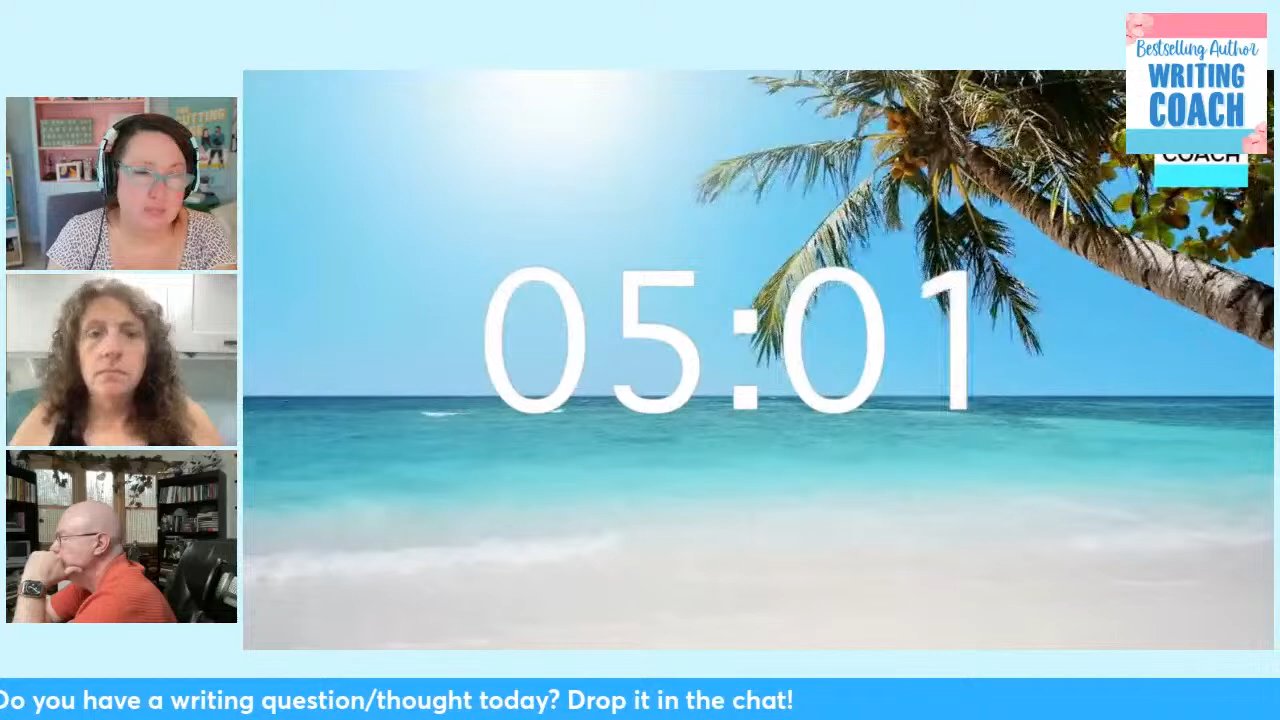 Bestselling Author
WRITING
COACH
COACH
05:01
Do you have a writing question/thought today? Drop it in the chat!